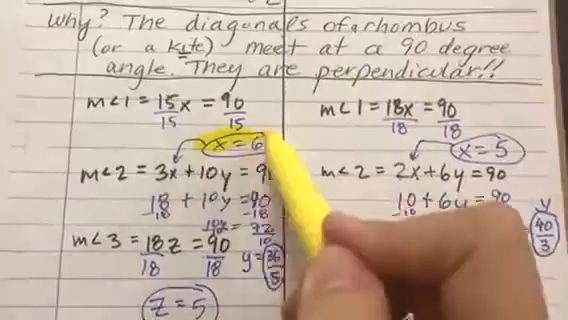 Why? The diagonals of a rhombus
(or a kite) meet at a 90 degree
angle. They are perpendicular!!
m<1 = 15x = 90
15 15
x = 6
m<2 = 3x + 10y = 9
18 + 10y = 90
-18 -18
10y = 72
10
m<3 = 18z = 90
18 18
y = 36/5
z = 5
m<1 = 18x = 90
18 18
x = 5
m<2 = 2x + 6y = 90
10 + 6y = 90
-10
y
40/3